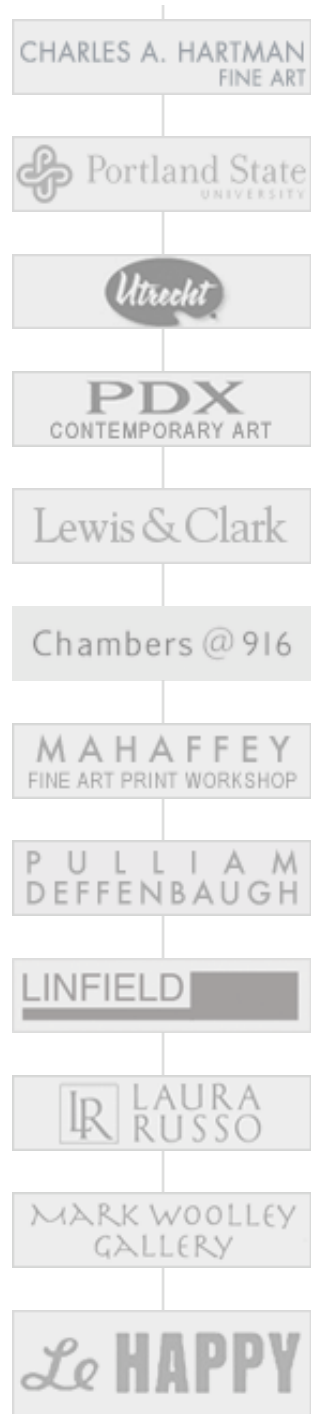 CHARLES A. HARTMAN
FINE ART
Portland State
UNIVERSITY
Utrecht
PDX
CONTEMPORARY ART
Lewis & Clark
Chambers @ 916
MAHAFFEY
FINE ART PRINT WORKSHOP
PULLIAM
DEFFENBAUGH
LINFIELD
LR LAURA
RUSSO
MARK WOOLLEY
GALLERY
Le HAPPY